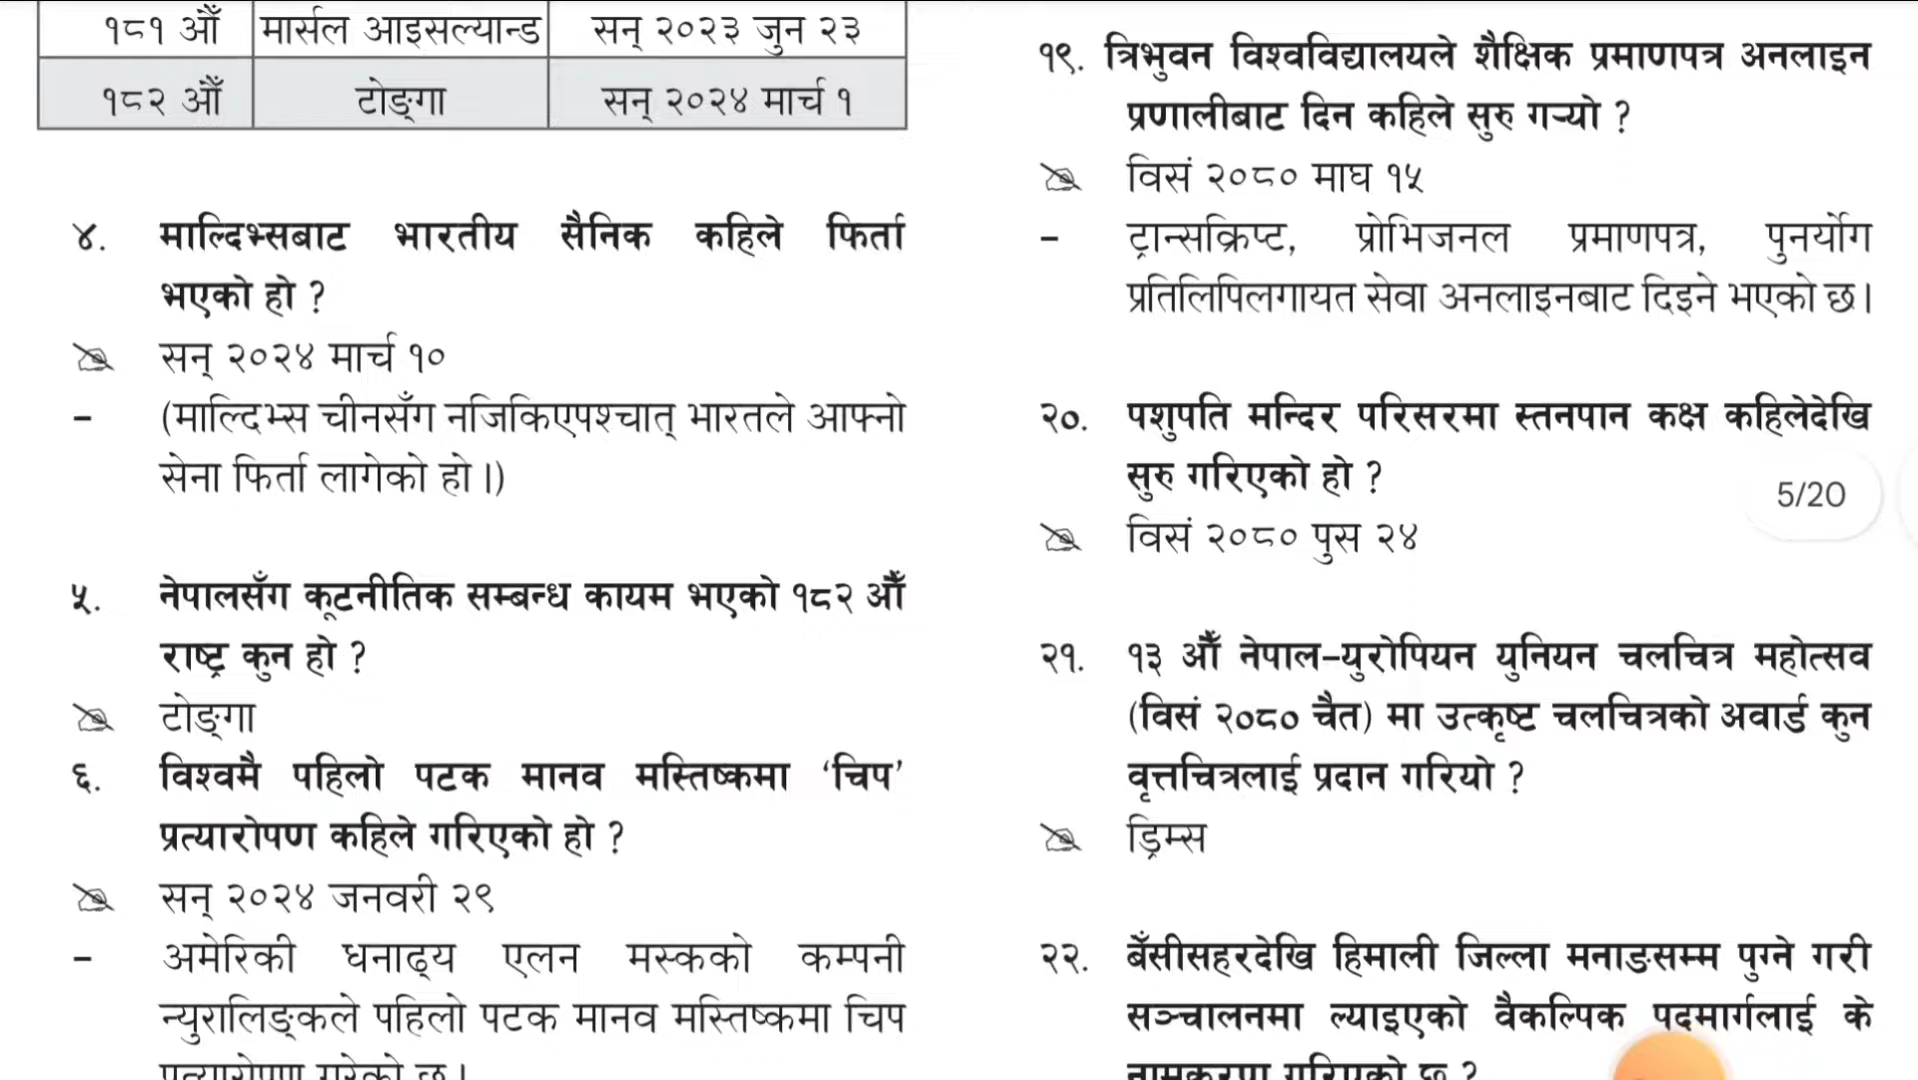 १८१ औँ मार्सल आइसल्यान्ड सन् २०२३ जुन २३
१८२ औँ टोङ्गा सन् २०२४ मार्च १
४. माल्दिभ्सबाट भारतीय सैनिक कहिले फिर्ता
भएको हो ?
सन् २०२४ मार्च १०
– (माल्दिभ्स चीनसँग नजिकिएपश्चात् भारतले आफ्नो
सेना फिर्ता लागेको हो ।)
५. नेपालसँग कूटनीतिक सम्बन्ध कायम भएको १८२ औँ
राष्ट्र कुन हो ?
टोङ्गा
६. विश्वमै पहिलो पटक मानव मस्तिष्कमा ‘चिप’
प्रत्यारोपण कहिले गरिएको हो ?
सन् २०२४ जनवरी २९
– अमेरिकी धनाढ्य एलन मस्कको कम्पनी
न्युरालिङ्कले पहिलो पटक मानव मस्तिष्कमा चिप
प्रत्यारोपण गरेको छ ।
१९. त्रिभुवन विश्वविद्यालयले शैक्षिक प्रमाणपत्र अनलाइन
प्रणालीबाट दिन कहिले सुरु गऱ्यो ?
विसं २०८० माघ १५
– ट्रान्सक्रिप्ट, प्रोभिजनल प्रमाणपत्र, पुनर्योग
प्रतिलिपिलगायत सेवा अनलाइनबाट दिइने भएको छ ।
२०. पशुपति मन्दिर परिसरमा स्तनपान कक्ष कहिलेदेखि
सुरु गरिएको हो ?
5/20
विसं २०८० पुस २४
२१. १३ औँ नेपाल–युरोपियन युनियन चलचित्र महोत्सव
(विसं २०८० चैत) मा उत्कृष्ट चलचित्रको अवार्ड कुन
वृत्तचित्रलाई प्रदान गरियो ?
ड्रिम्स
२२. बेँसीसहरदेखि हिमाली जिल्ला मनाङसम्म पुग्ने गरी
सञ्चालनमा ल्याइएको वैकल्पिक पदमार्गलाई के
नामकरण गरिएको छ ?